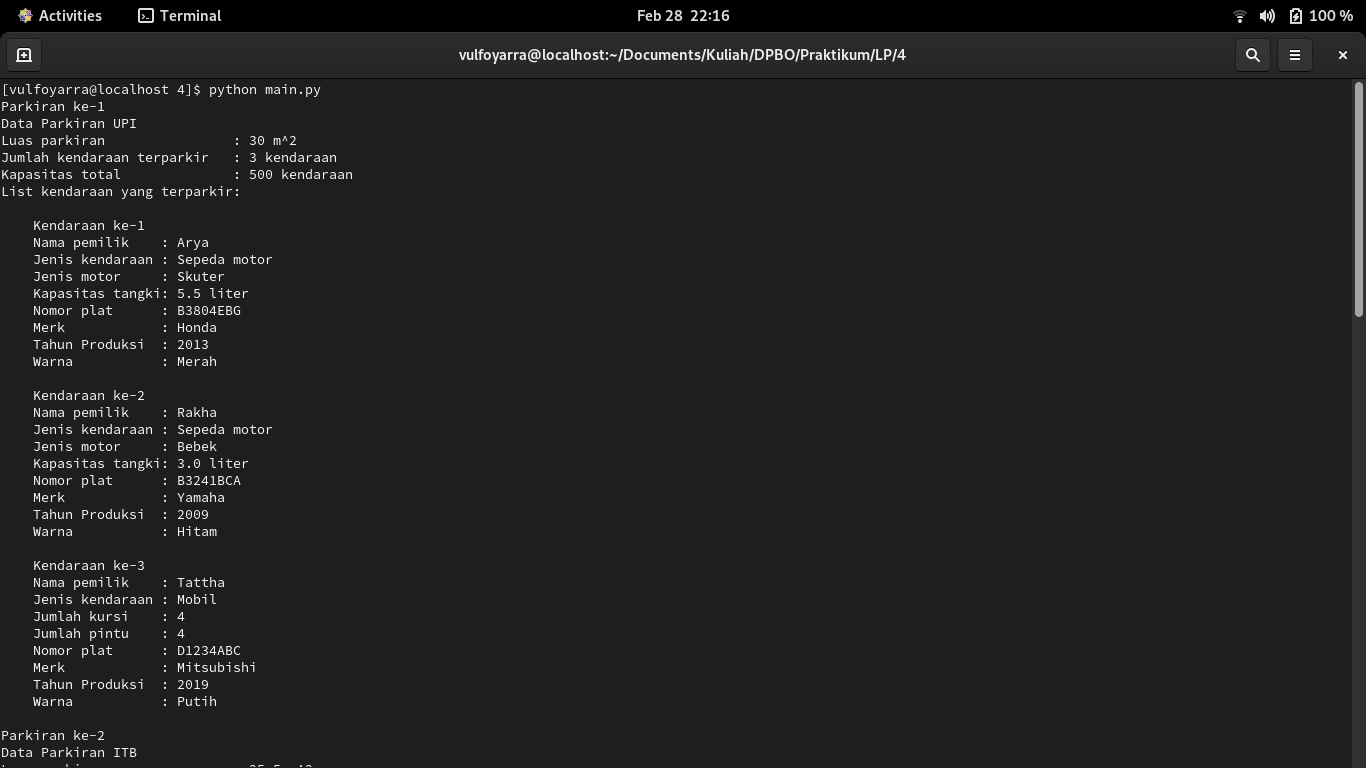 Activities
Terminal
Feb 28 22:16
100 %
vulfoyarra@localhost:~/Documents/Kuliah/DPBO/Praktikum/LP/4
[vulfoyarra@localhost 4]$ python main.py
Parkiran ke-1
Data Parkiran UPI
Luas parkiran                : 30 m^2
Jumlah kendaraan terparkir   : 3 kendaraan
Kapasitas total              : 500 kendaraan
List kendaraan yang terparkir:
    Kendaraan ke-1
    Nama pemilik    : Arya
    Jenis kendaraan : Sepeda motor
    Jenis motor     : Skuter
    Kapasitas tangki: 5.5 liter
    Nomor plat      : B3804EBG
    Merk            : Honda
    Tahun Produksi  : 2013
    Warna           : Merah
    Kendaraan ke-2
    Nama pemilik    : Rakha
    Jenis kendaraan : Sepeda motor
    Jenis motor     : Bebek
    Kapasitas tangki: 3.0 liter
    Nomor plat      : B3241BCA
    Merk            : Yamaha
    Tahun Produksi  : 2009
    Warna           : Hitam
    Kendaraan ke-3
    Nama pemilik    : Tattha
    Jenis kendaraan : Mobil
    Jumlah kursi    : 4
    Jumlah pintu    : 4
    Nomor plat      : D1234ABC
    Merk            : Mitsubishi
    Tahun Produksi  : 2019
    Warna           : Putih
Parkiran ke-2
Data Parkiran ITB